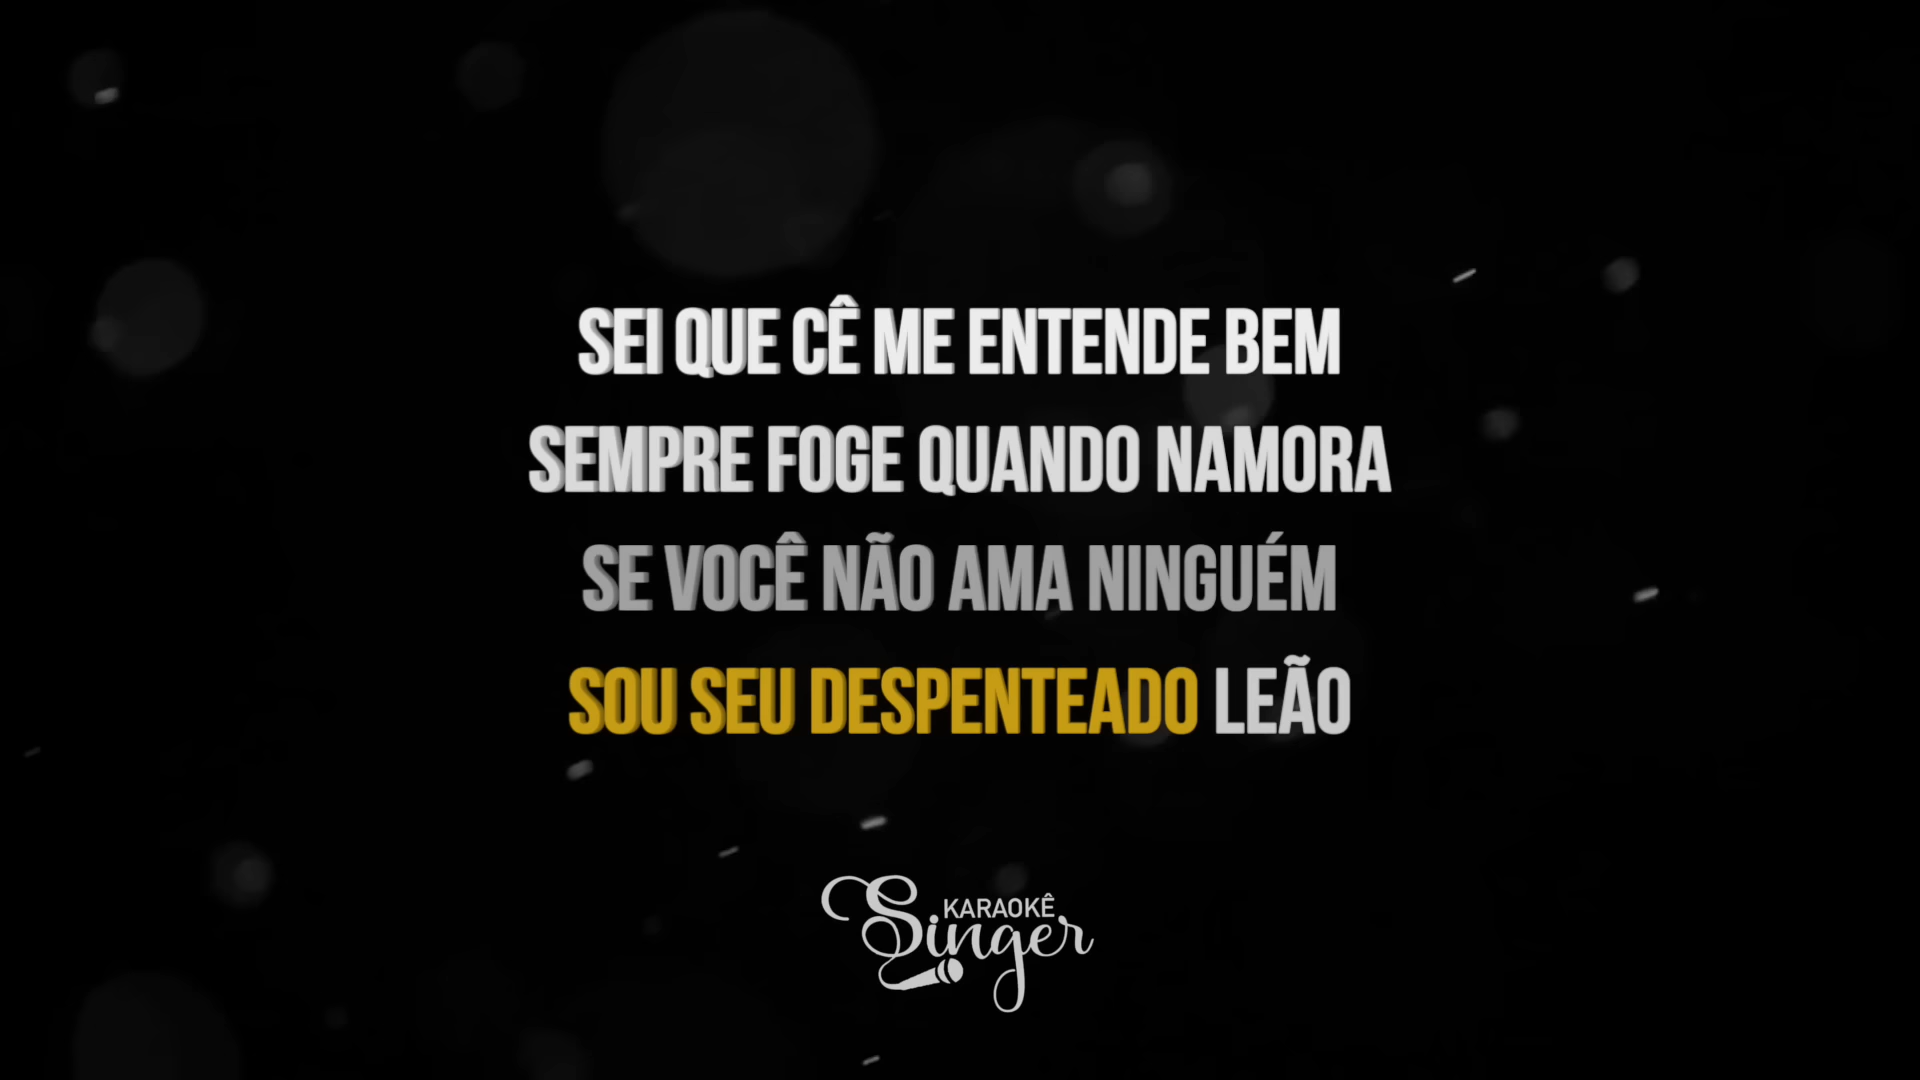 SEI QUE CÊ ME ENTENDE BEM
SEMPRE FOGE QUANDO NAMORA
SE VOCÊ NÃO AMA NINGUÉM
SOU SEU DESPENTEADO LEÃO
KARAOKÊ
Singer